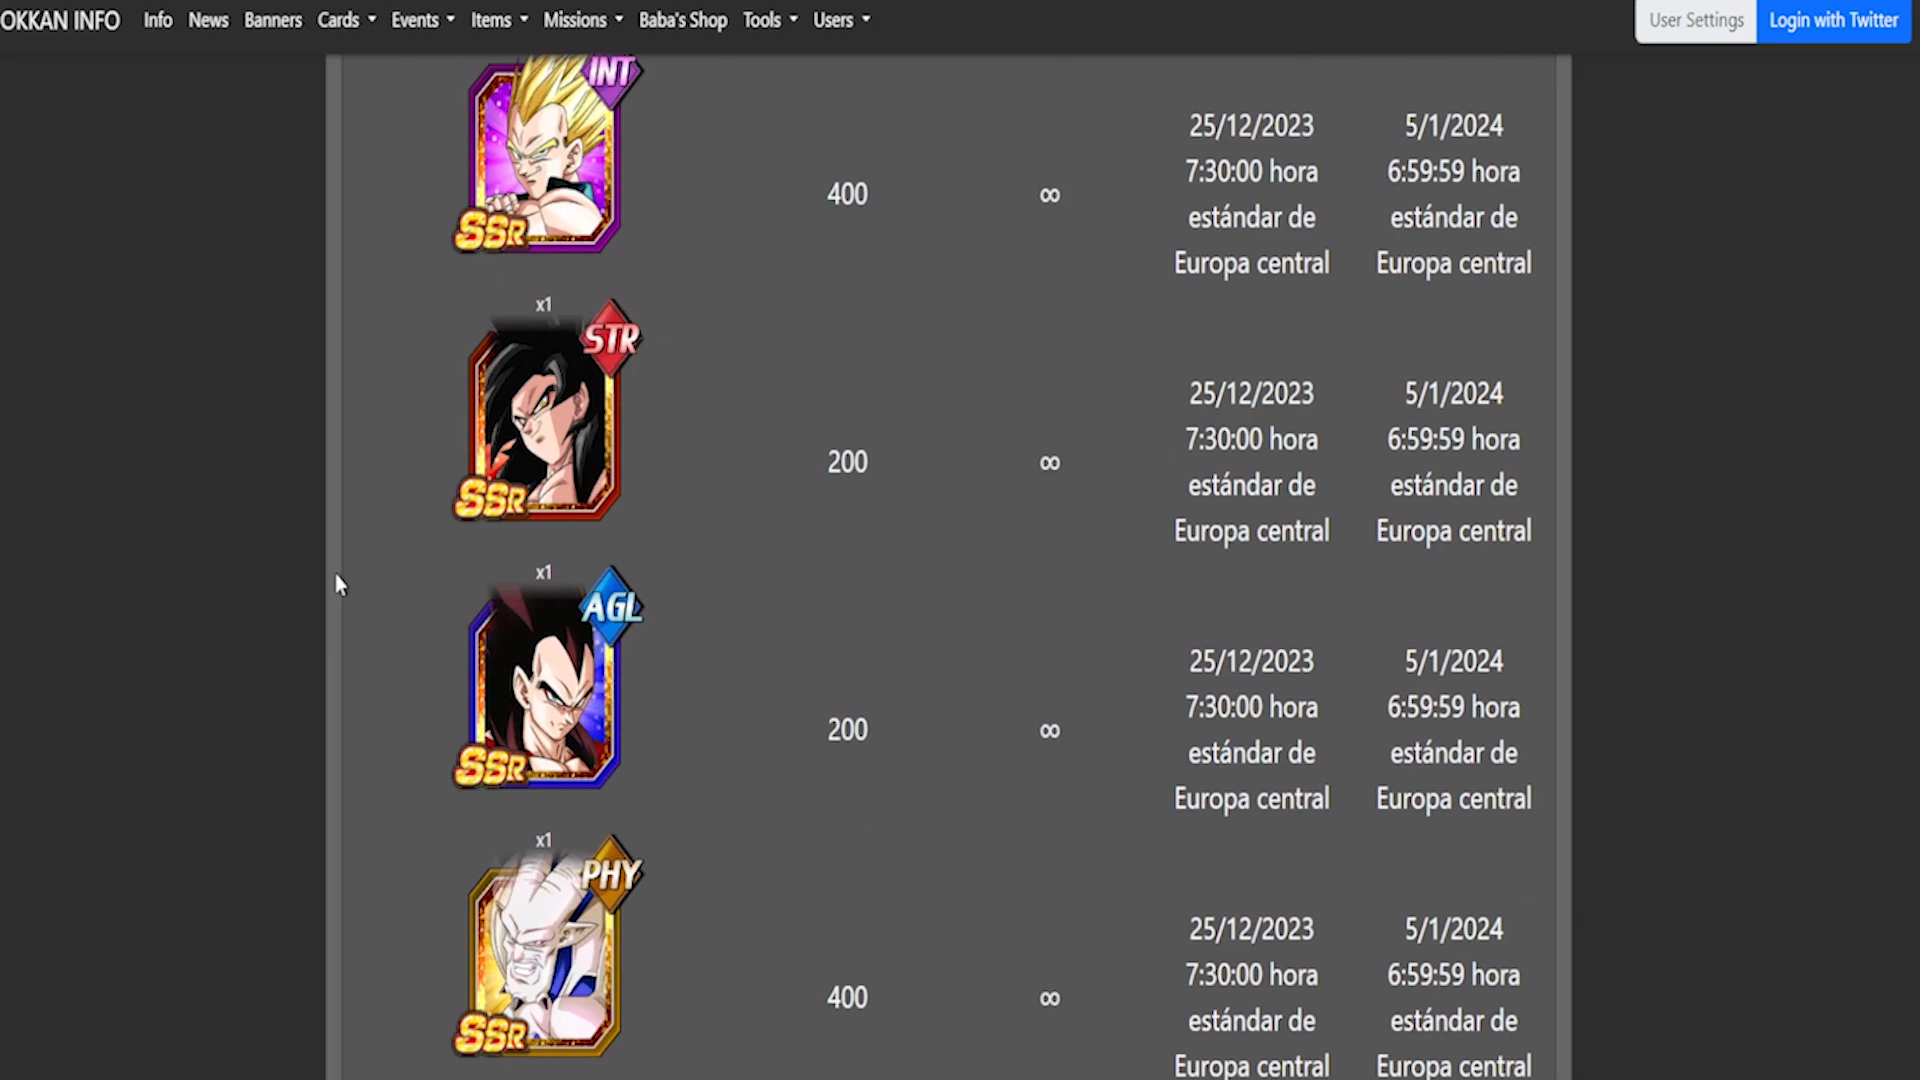 OKKAN INFO Info News Banners Cards Events Items Missions Baba's Shop Tools Users User Settings Login with Twitter
INT
SSR
400
∞
25/12/2023
7:30:00 hora
estándar de
Europa central
5/1/2024
6:59:59 hora
estándar de
Europa central
x1
STR
SSR
200
∞
25/12/2023
7:30:00 hora
estándar de
Europa central
5/1/2024
6:59:59 hora
estándar de
Europa central
x1
AGL
SSR
200
∞
25/12/2023
7:30:00 hora
estándar de
Europa central
5/1/2024
6:59:59 hora
estándar de
Europa central
x1
PHY
SSR
400
∞
25/12/2023
7:30:00 hora
estándar de
Europa central
5/1/2024
6:59:59 hora
estándar de
Europa central